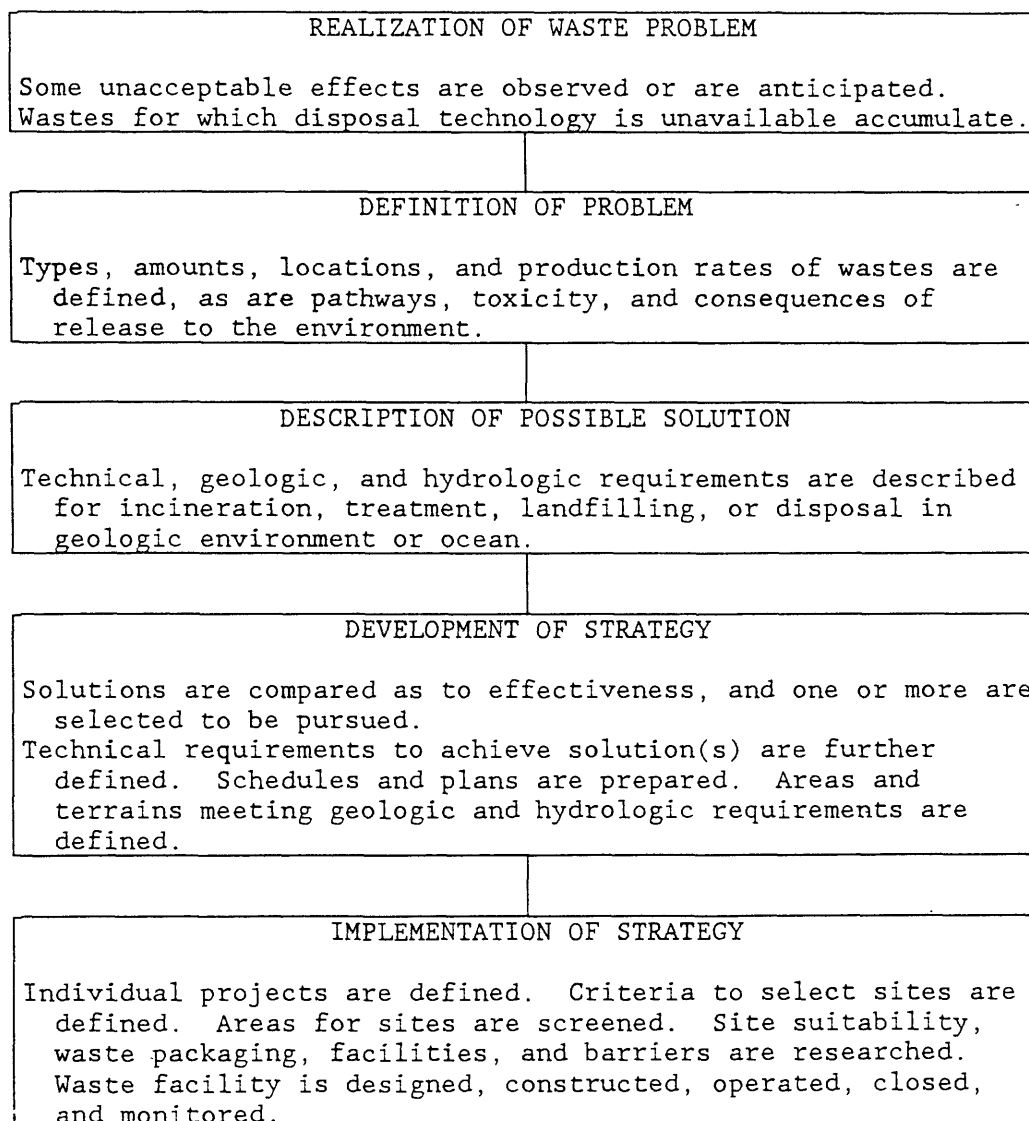 REALIZATION OF WASTE PROBLEM
Some unacceptable effects are observed or are anticipated.
Wastes for which disposal technology is unavailable accumulate.
DEFINITION OF PROBLEM
Types, amounts, locations, and production rates of wastes are
defined, as are pathways, toxicity, and consequences of
release to the environment.
DESCRIPTION OF POSSIBLE SOLUTION
Technical, geologic, and hydrologic requirements are described
for incineration, treatment, landfilling, or disposal in
geologic environment or ocean.
DEVELOPMENT OF STRATEGY
Solutions are compared as to effectiveness, and one or more are
selected to be pursued.
Technical requirements to achieve solution(s) are further
defined. Schedules and plans are prepared. Areas and
terrains meeting geologic and hydrologic requirements are
defined.
IMPLEMENTATION OF STRATEGY
Individual projects are defined. Criteria to select sites are
defined. Areas for sites are screened. Site suitability,
waste packaging, facilities, and barriers are researched.
Waste facility is designed, constructed, operated, closed,
and monitored.